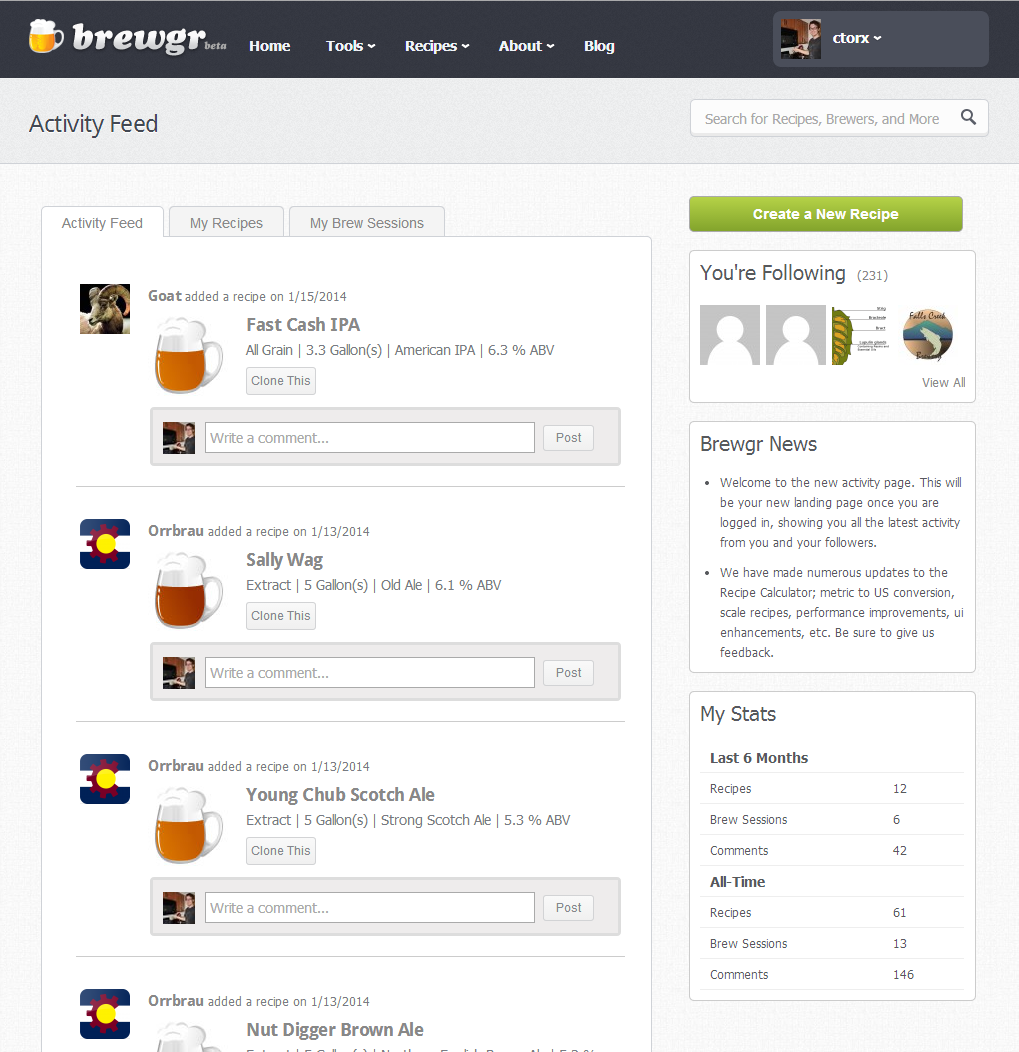 brewgr beta
Home Tools Recipes About Blog
ctorx
Activity Feed
Search for Recipes, Brewers, and More
Activity Feed My Recipes My Brew Sessions
Goat added a recipe on 1/15/2014
Fast Cash IPA
All Grain | 3.3 Gallon(s) | American IPA | 6.3 % ABV
Clone This
Write a comment...
Post
Orrbrau added a recipe on 1/13/2014
Sally Wag
Extract | 5 Gallon(s) | Old Ale | 6.1 % ABV
Clone This
Write a comment...
Post
Orrbrau added a recipe on 1/13/2014
Young Chub Scotch Ale
Extract | 5 Gallon(s) | Strong Scotch Ale | 5.3 % ABV
Clone This
Write a comment...
Post
Orrbrau added a recipe on 1/13/2014
Nut Digger Brown Ale
Create a New Recipe
You're Following (231)
Falls Creek
Brewing
View All
Brewgr News
• Welcome to the new activity page. This will
be your new landing page once you are
logged in, showing you all the latest activity
from you and your followers.
• We have made numerous updates to the
Recipe Calculator; metric to US conversion,
scale recipes, performance improvements, ui
enhancements, etc. Be sure to give us
feedback.
My Stats
Last 6 Months
Recipes 12
Brew Sessions 6
Comments 42
All-Time
Recipes 61
Brew Sessions 13
Comments 146